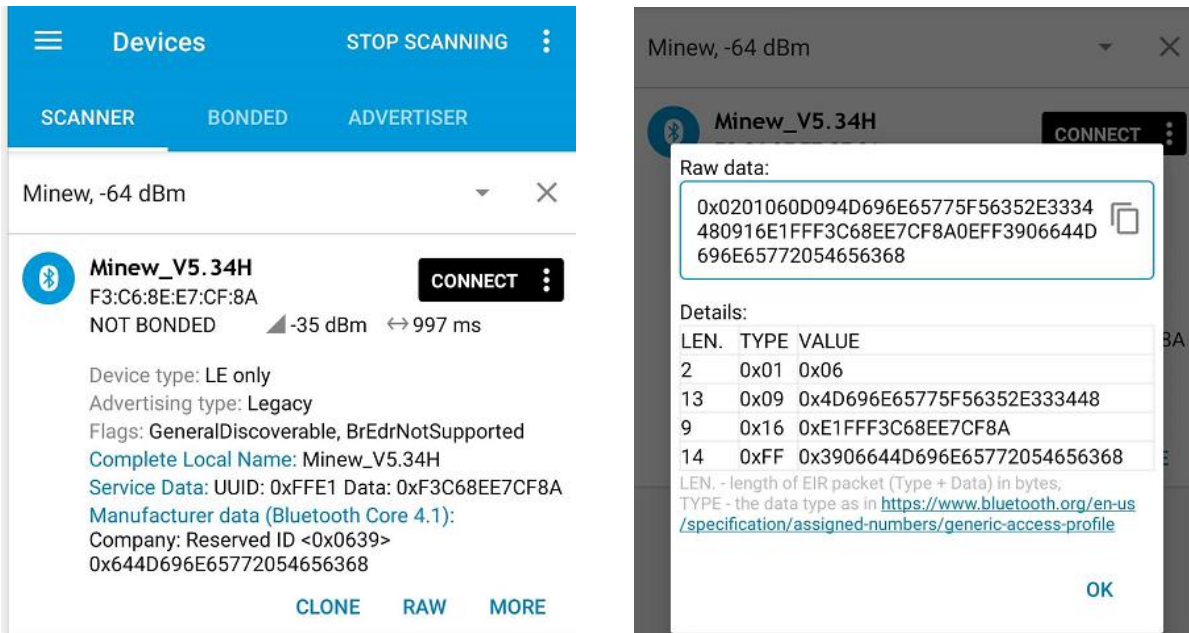 Devices
STOP SCANNING
SCANNER
BONDED
ADVERTISER
Minew, -64 dBm
Minew_V5.34H
CONNECT
F3:C6:8E:E7:CF:8A
NOT BONDED
-35 dBm
997 ms
Device type: LE only
Advertising type: Legacy
Flags: GeneralDiscoverable, BrEdrNotSupported
Complete Local Name: Minew_V5.34H
Service Data: UUID: 0xFFE1 Data: 0xF3C68EE7CF8A
Manufacturer data (Bluetooth Core 4.1):
Company: Reserved ID <0x0639>
0x644D696E65772054656368
CLONE
RAW
MORE
Minew, -64 dBm
Minew_V5.34H
CONNECT
Raw data:
0x0201060D094D696E65775F56352E3334
480916E1FFF3C68EE7CF8A0EFF3906644D
696E65772054656368
Details:
LEN. TYPE VALUE
2 0x01 0x06
13 0x09 0x4D696E65775F56352E333448
9 0x16 0xE1FFF3C68EE7CF8A
14 0xFF 0x3906644D696E65772054656368
LEN. - length of EIR packet (Type + Data) in bytes,
TYPE - the data type as in https://www.bluetooth.org/en-us
/specification/assigned-numbers/generic-access-profile
OK